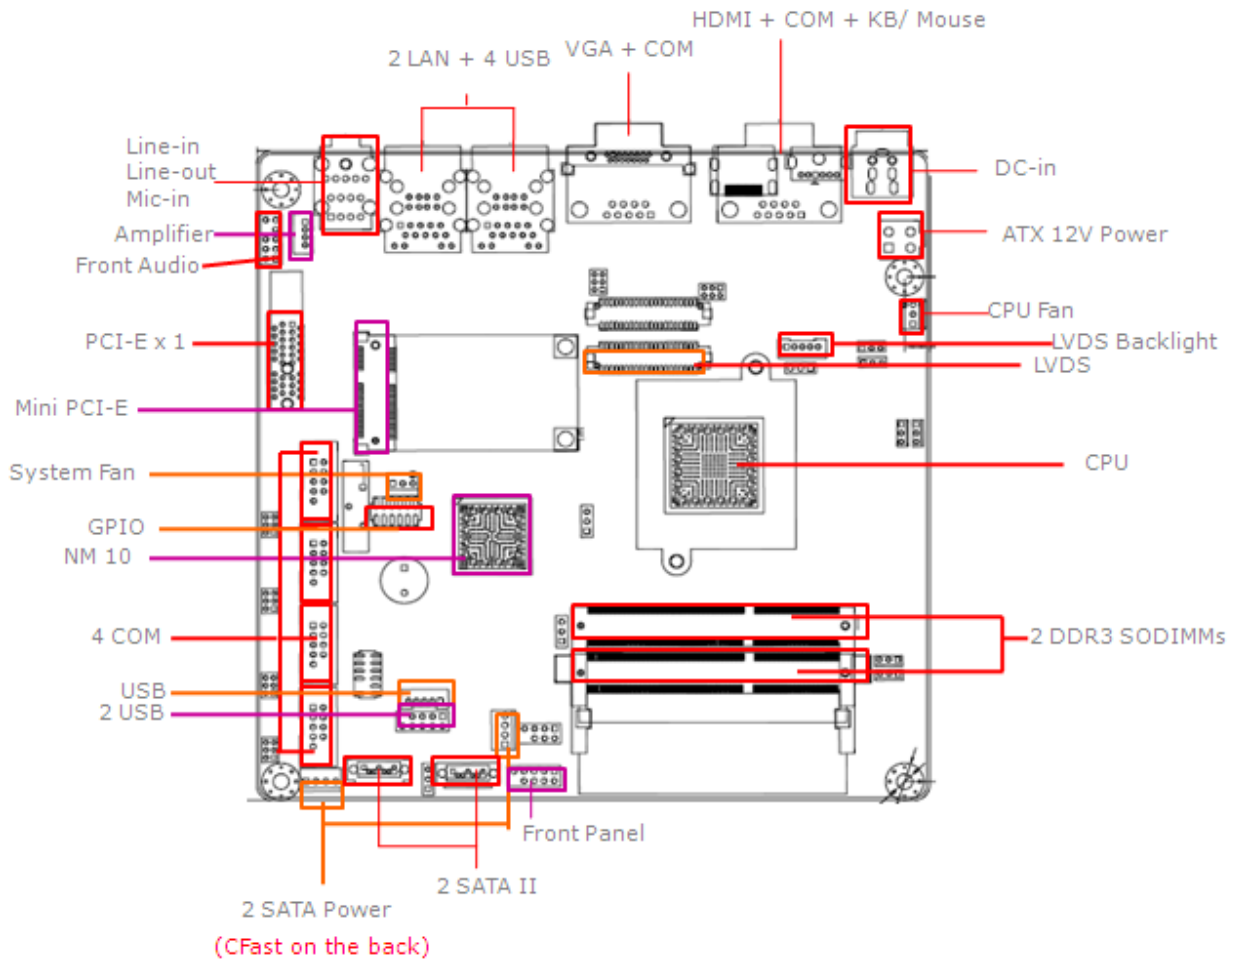 HDMI + COM + KB/ Mouse
VGA + COM
2 LAN + 4 USB
Line-in
Line-out
Mic-in
DC-in
Amplifier
ATX 12V Power
Front Audio
CPU Fan
PCI-E x 1
LVDS Backlight
LVDS
Mini PCI-E
CPU
System Fan
GPIO
NM 10
4 COM
2 DDR3 SODIMMs
USB
2 USB
Front Panel
2 SATA II
2 SATA Power
(CFast on the back)